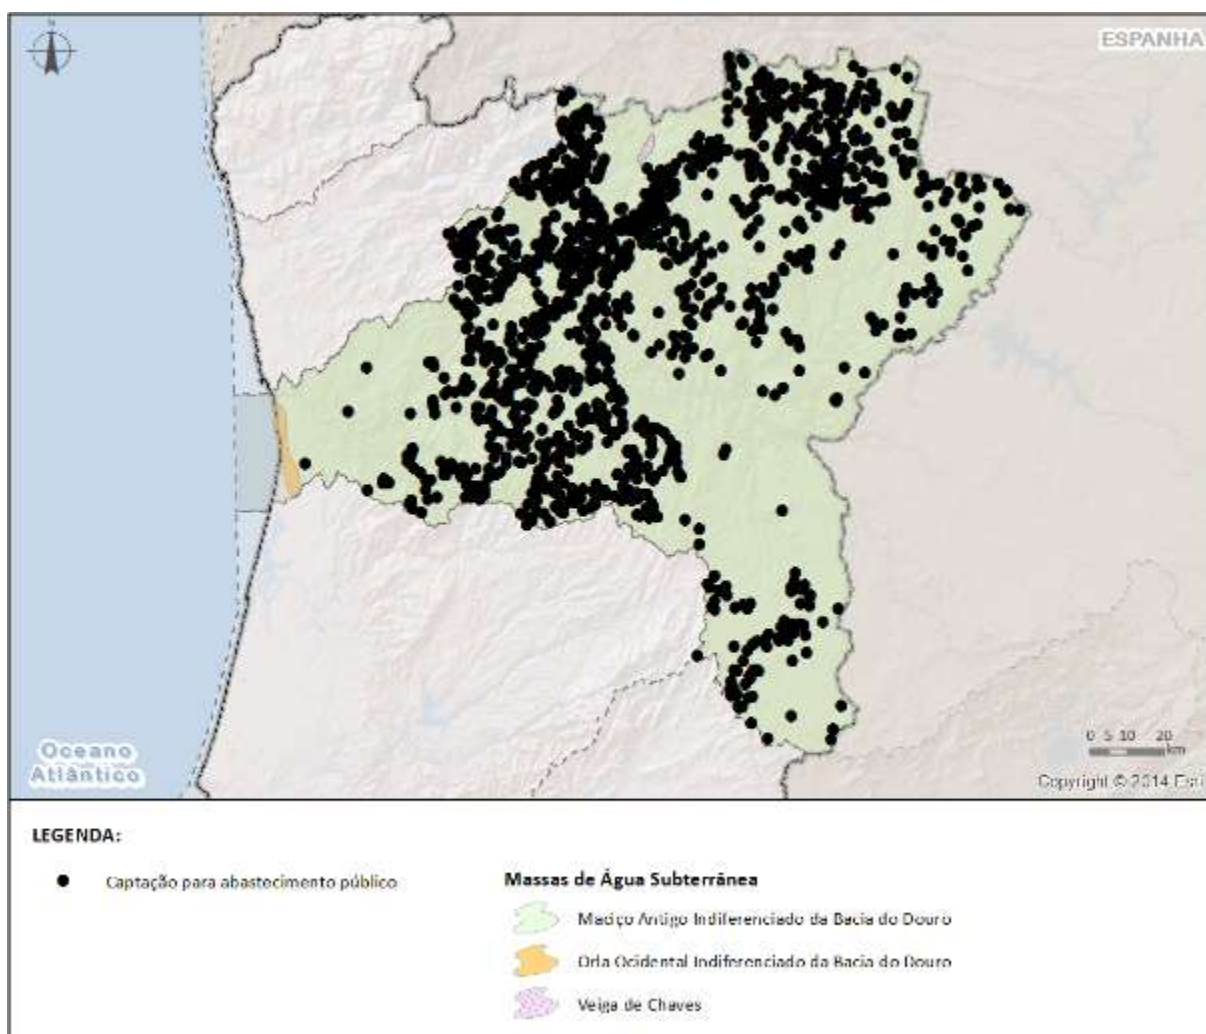 N
ESPANHA
Oceano
Atlântico
0 5 10 20
km
Copyright © 2014 Esri
LEGENDA:
Captação para abastecimento público
Massas de Água Subterrânea
Maciço Antigo Indiferenciado da Bacia do Douro
Orla Ocidental Indiferenciado da Bacia do Douro
Veiga de Chaves